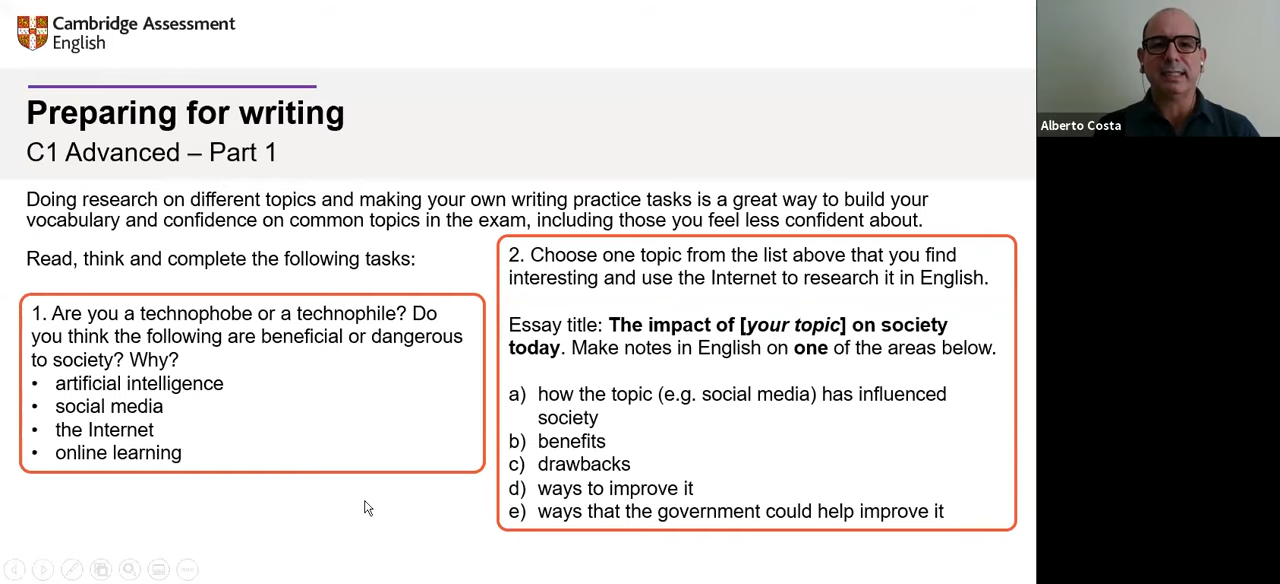 Cambridge Assessment
English
Preparing for writing
C1 Advanced – Part 1
Doing research on different topics and making your own writing practice tasks is a great way to build your
vocabulary and confidence on common topics in the exam, including those you feel less confident about.
Read, think and complete the following tasks:
1. Are you a technophobe or a technophile? Do
you think the following are beneficial or dangerous
to society? Why?
• artificial intelligence
• social media
• the Internet
• online learning
2. Choose one topic from the list above that you find
interesting and use the Internet to research it in English.
Essay title: The impact of [your topic] on society
today. Make notes in English on one of the areas below.
a) how the topic (e.g. social media) has influenced
society
b) benefits
c) drawbacks
d) ways to improve it
e) ways that the government could help improve it
Alberto Costa